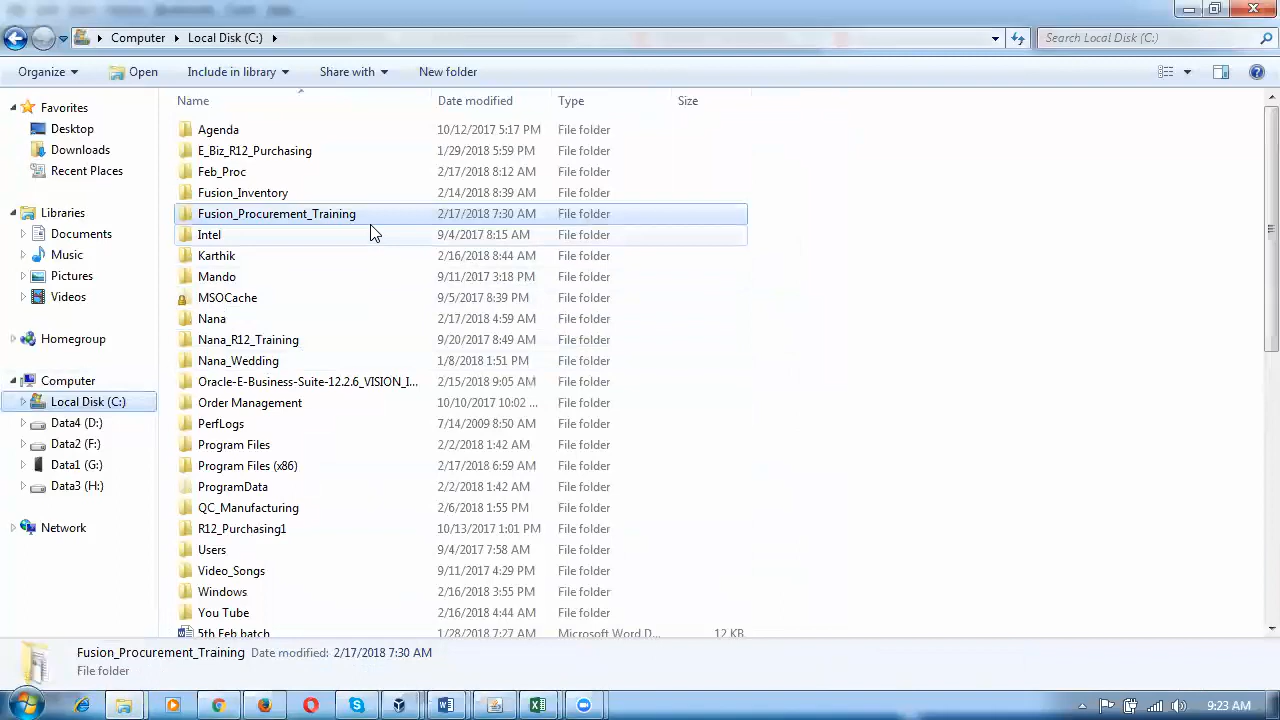 Computer Local Disk (C:) Search Local Disk (C:)
Organize Open Include in library Share with New folder
Name Date modified Type Size
Favorites
Desktop
Downloads
Recent Places
Libraries
Documents
Music
Pictures
Videos
Homegroup
Computer
Local Disk (C:)
Data4 (D:)
Data2 (F:)
Data1 (G:)
Data3 (H:)
Network
Agenda 10/12/2017 5:17 PM File folder
E_Biz_R12_Purchasing 1/29/2018 5:59 PM File folder
Feb_Proc 2/17/2018 8:12 AM File folder
Fusion_Inventory 2/14/2018 8:39 AM File folder
Fusion_Procurement_Training 2/17/2018 7:30 AM File folder
Intel 9/4/2017 8:15 AM File folder
Karthik 2/16/2018 8:44 AM File folder
Mando 9/11/2017 3:18 PM File folder
MSOCache 9/5/2017 8:39 PM File folder
Nana 2/17/2018 4:59 AM File folder
Nana_R12_Training 9/20/2017 8:49 AM File folder
Nana_Wedding 1/8/2018 1:51 PM File folder
Oracle-E-Business-Suite-12.2.6_VISION_I... 2/15/2018 9:05 AM File folder
Order Management 10/10/2017 10:02 ... File folder
PerfLogs 7/14/2009 8:50 AM File folder
Program Files 2/2/2018 1:42 AM File folder
Program Files (x86) 2/17/2018 6:59 AM File folder
ProgramData 2/2/2018 1:42 AM File folder
QC_Manufacturing 2/6/2018 1:55 PM File folder
R12_Purchasing1 10/13/2017 1:01 PM File folder
Users 9/4/2017 7:58 AM File folder
Video_Songs 9/11/2017 4:29 PM File folder
Windows 2/16/2018 3:55 PM File folder
You Tube 2/16/2018 4:44 AM File folder
5th Feb batch 1/28/2018 7:27 AM Microsoft Word D... 12 KB
Fusion_Procurement_Training Date modified: 2/17/2018 7:30 AM
File folder
9:23 AM